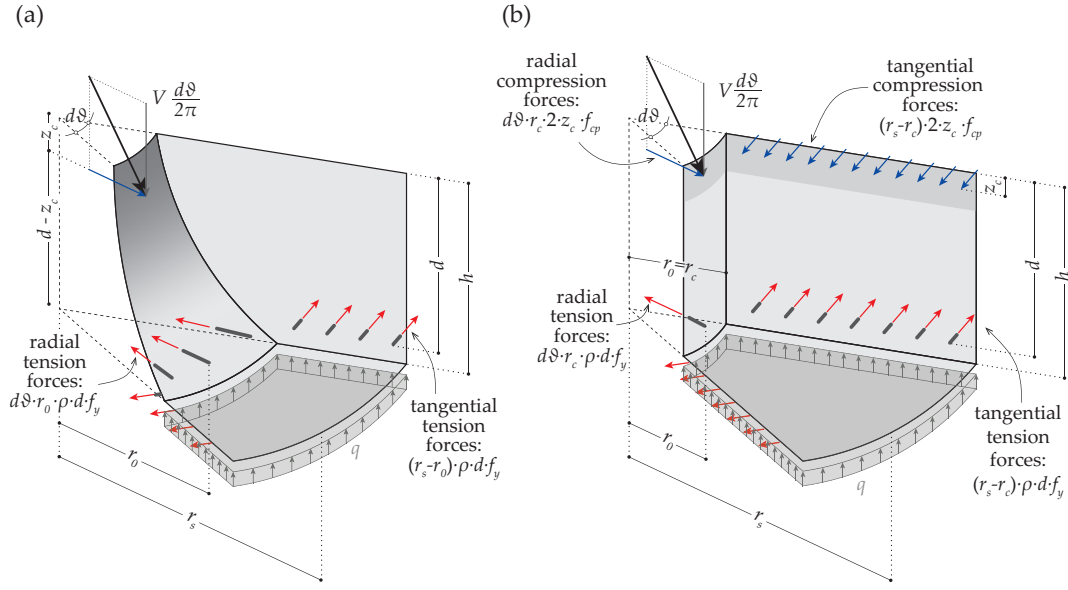 (a)
V dϑ/2π
dϑ
z_c
d - z_c
d
h
radial
tension
forces:
dϑ·r_0·ρ·d·f_y
tangential
tension
forces:
(r_s-r_0)·ρ·d·f_y
q
r_0
r_s
(b)
radial
compression
forces:
dϑ·r_c·2·z_c·f_cp
V dϑ/2π
tangential
compression
forces:
(r_s-r_c)·2·z_c·f_cp
dϑ
z_c
r_0=r_c
d
h
radial
tension
forces:
dϑ·r_c·ρ·d·f_y
tangential
tension
forces:
(r_s-r_c)·ρ·d·f_y
q
r_0
r_s